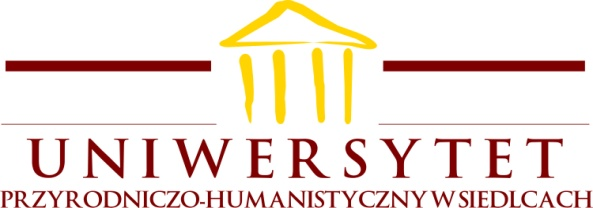 UNIWERSYTET
PRZYRODNICZO-HUMANISTYCZNY W SIEDLCACH